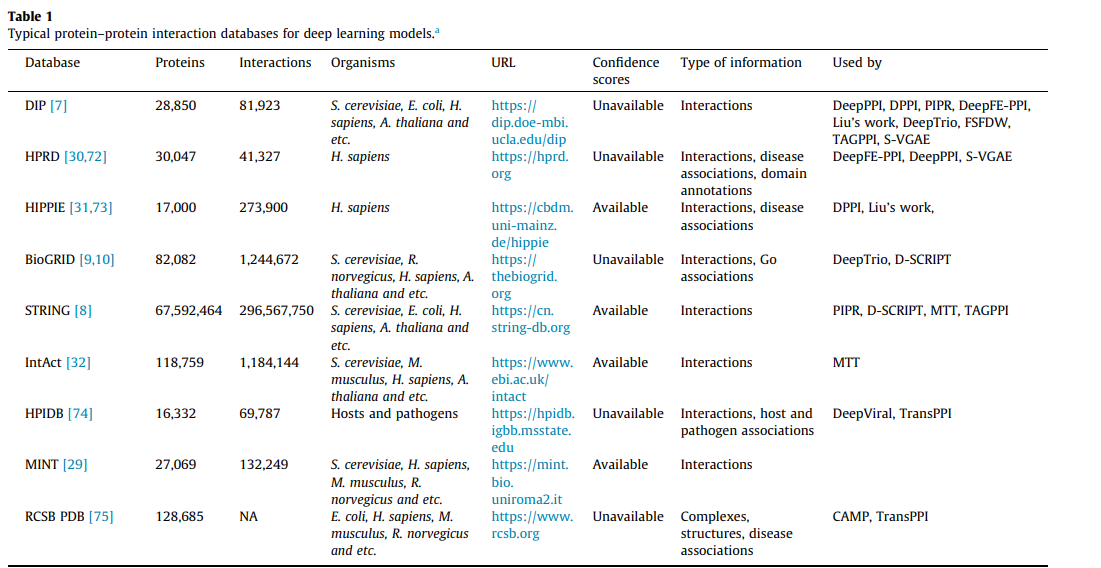 Table 1
Typical protein–protein interaction databases for deep learning models.a
Database Proteins Interactions Organisms URL Confidence scores Type of information Used by
DIP [7] 28,850 81,923 S. cerevisiae, E. coli, H. https:// Unavailable Interactions DeepPPI, DPPI, PIPR, DeepFE-PPI,
sapiens, A. thaliana and dip.doe-mbi. Liu's work, DeepTrio, FSFDW,
etc. ucla.edu/dip TAGPPI, S-VGAE
HPRD [30,72] 30,047 41,327 H. sapiens https://hprd. Unavailable Interactions, disease DeepFE-PPI, DeepPPI, S-VGAE
org associations, domain
annotations
HIPPIE [31,73] 17,000 273,900 H. sapiens https://cbdm. Available Interactions, disease DPPI, Liu's work,
uni-mainz. associations
de/hippie
BioGRID [9,10] 82,082 1,244,672 S. cerevisiae, R. https:// Unavailable Interactions, Go DeepTrio, D-SCRIPT
norvegicus, H. sapiens, A. thebiogrid. associations
thaliana and etc. org
STRING [8] 67,592,464 296,567,750 S. cerevisiae, E. coli, H. https://cn. Available Interactions PIPR, D-SCRIPT, MTT, TAGPPI
sapiens, A. thaliana and string-db.org
etc.
IntAct [32] 118,759 1,184,144 S. cerevisiae, M. https://www. Available Interactions MTT
musculus, H. sapiens, A. ebi.ac.uk/
thaliana and etc. intact
HPIDB [74] 16,332 69,787 Hosts and pathogens https://hpidb. Unavailable Interactions, host and DeepViral, TransPPI
igbb.msstate. pathogen associations
edu
MINT [29] 27,069 132,249 S. cerevisiae, H. sapiens, https://mint. Available Interactions
M. musculus, R. bio.
norvegicus and etc. uniroma2.it
RCSB PDB [75] 128,685 NA E. coli, H. sapiens, M. https://www. Unavailable Complexes, CAMP, TransPPI
musculus, R. norvegicus rcsb.org structures, disease
and etc. associations